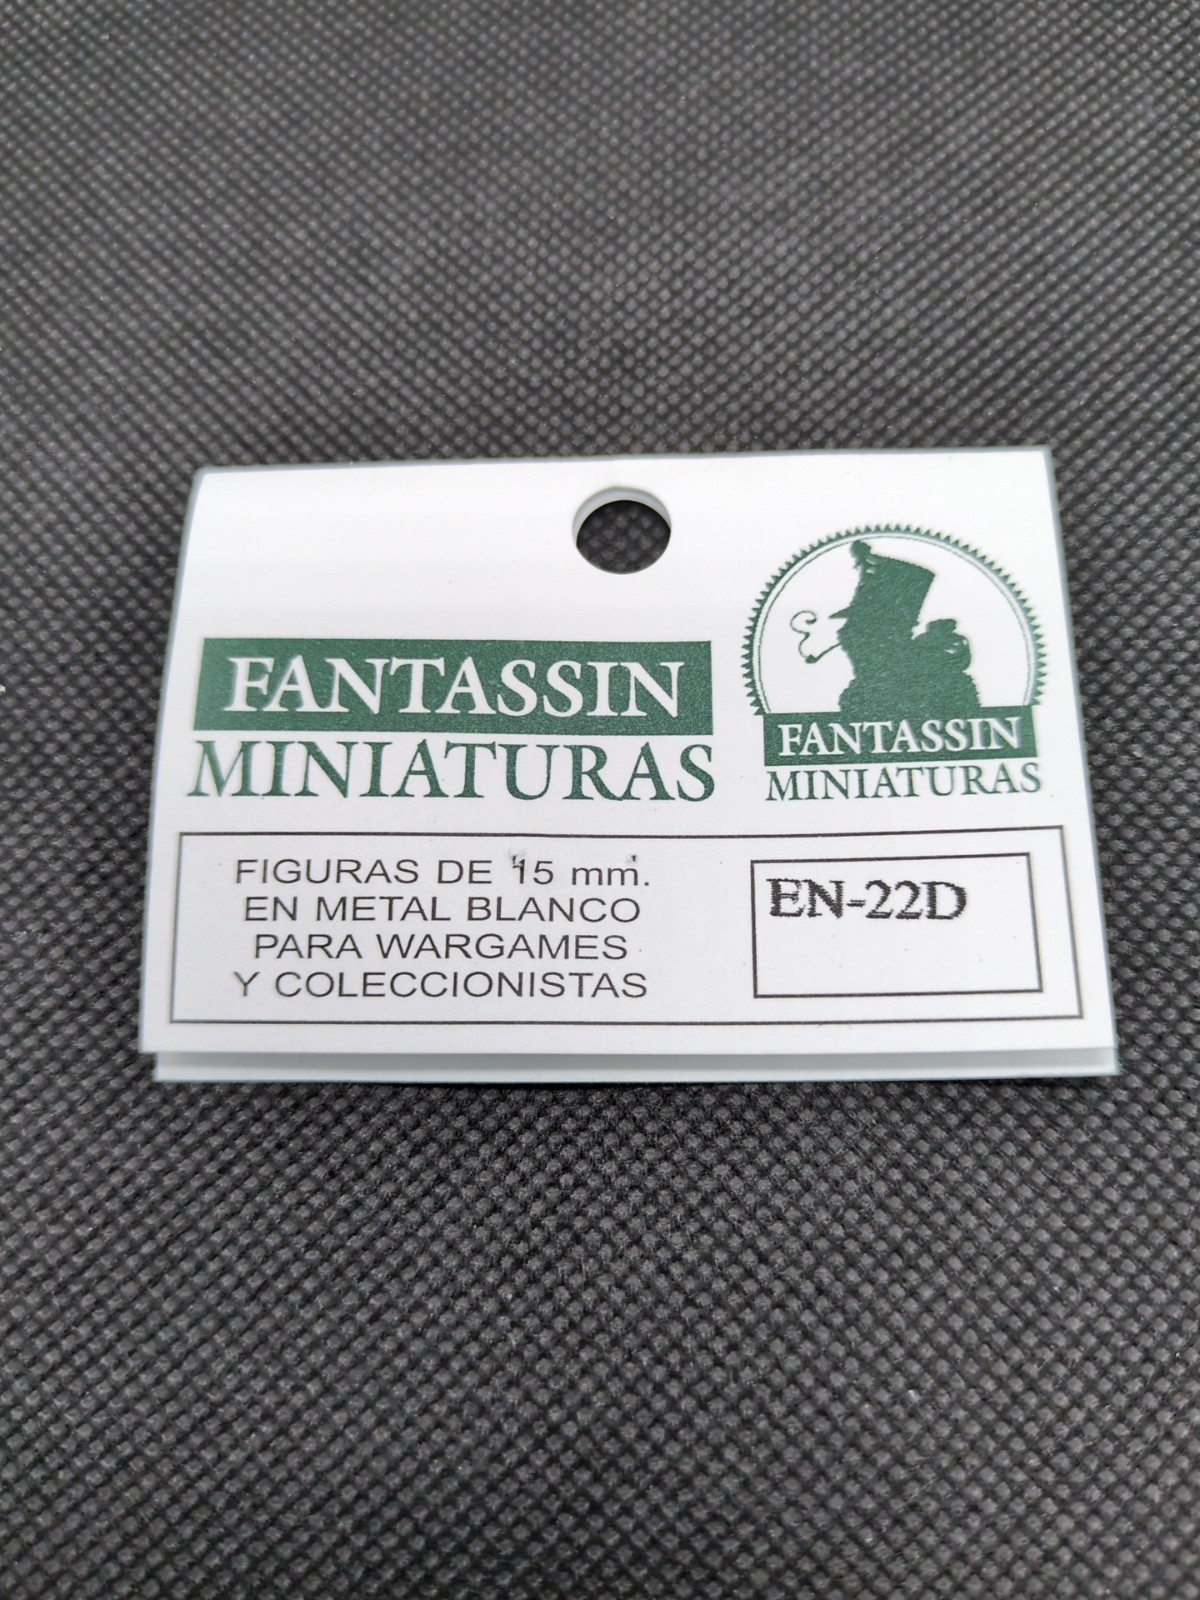 FANTASSIN
MINIATURAS
FANTASSIN
MINIATURAS
FIGURAS DE 15 mm.
EN METAL BLANCO
PARA WARGAMES
Y COLECCIONISTAS
EN-22D